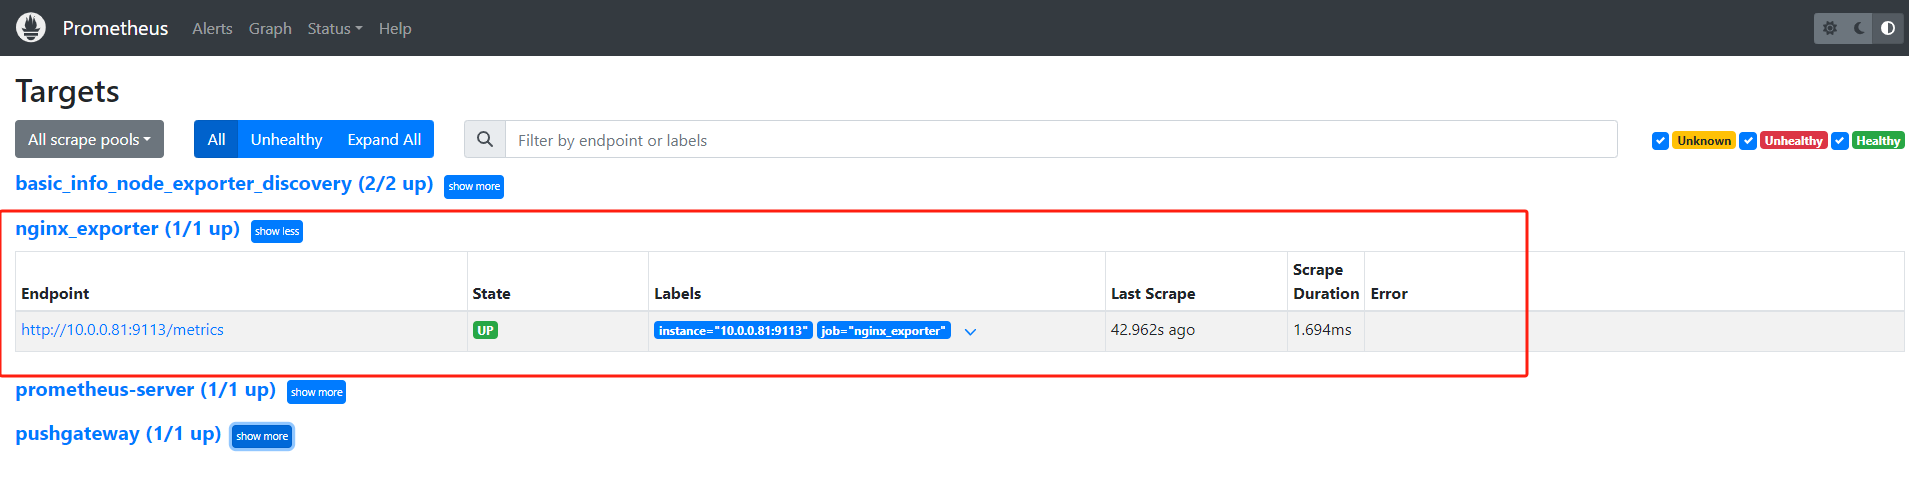 Prometheus Alerts Graph Status Help
Targets
All scrape pools All Unhealthy Expand All Filter by endpoint or labels Unknown Unhealthy Healthy
basic_info_node_exporter_discovery (2/2 up) show more
nginx_exporter (1/1 up) show less
Endpoint State Labels Last Scrape Scrape Duration Error
http://10.0.0.81:9113/metrics UP instance="10.0.0.81:9113" job="nginx_exporter" 42.962s ago 1.694ms
prometheus-server (1/1 up) show more
pushgateway (1/1 up) show more